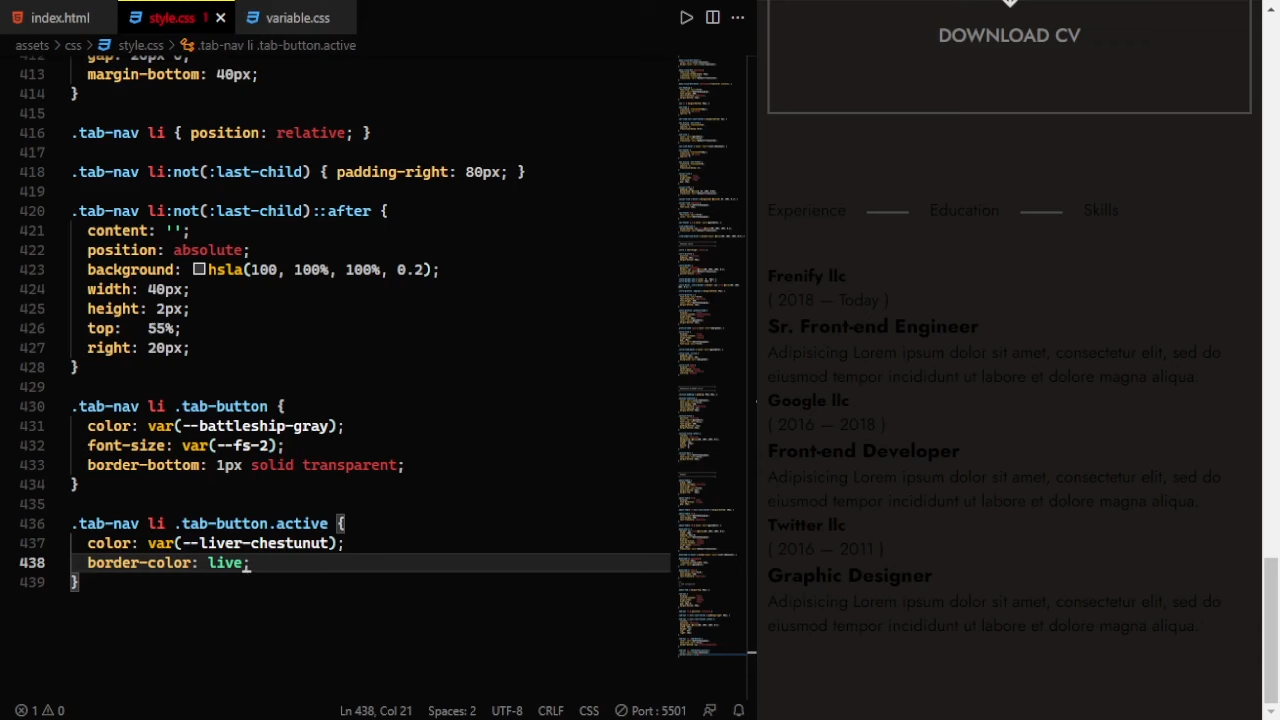 index.html
style.css 1
variable.css
assets > css > style.css > .tab-nav li .tab-button.active
412 gap: 20px 0;
413 margin-bottom: 40px;
414 }
415
416 .tab-nav li { position: relative; }
417
418 .tab-nav li:not(:last-child) { padding-right: 80px; }
419
420 .tab-nav li:not(:last-child)::after {
421 content: '';
422 position: absolute;
423 background: hsla(100, 100%, 100%, 0.2);
424 width: 40px;
425 height: 2px;
426 top: 55%;
427 right: 20px;
428 }
429
430 .tab-nav li .tab-button {
431 color: var(--battleship-gray);
432 font-size: var(--fs-2);
433 border-bottom: 1px solid transparent;
434 }
435
436 .tab-nav li .tab-button.active {
437 color: var(--liver-chestunut);
438 border-color: live;
439 }
1 0
Ln 438, Col 21
Spaces: 2
UTF-8
CRLF
CSS
Port : 5501
DOWNLOAD CV
Experience
Education
Skills
Frenify llc
( 2018 — Today )
Sr. Front-end Engineer
Adipisicing Lorem ipsum dolor sit amet, consectetur elit, sed do
eiusmod tempor incididunt ut labore et dolore magna aliqua.
Google llc
( 2016 — 2018 )
Front-end Developer
Adipisicing Lorem ipsum dolor sit amet, consectetur elit, sed do
eiusmod tempor incididunt ut labore et dolore magna aliqua.
Twitter llc
( 2016 — 2011 )
Graphic Designer
Adipisicing Lorem ipsum dolor sit amet, consectetur elit, sed do
eiusmod tempor incididunt ut labore et dolore magna aliqua.